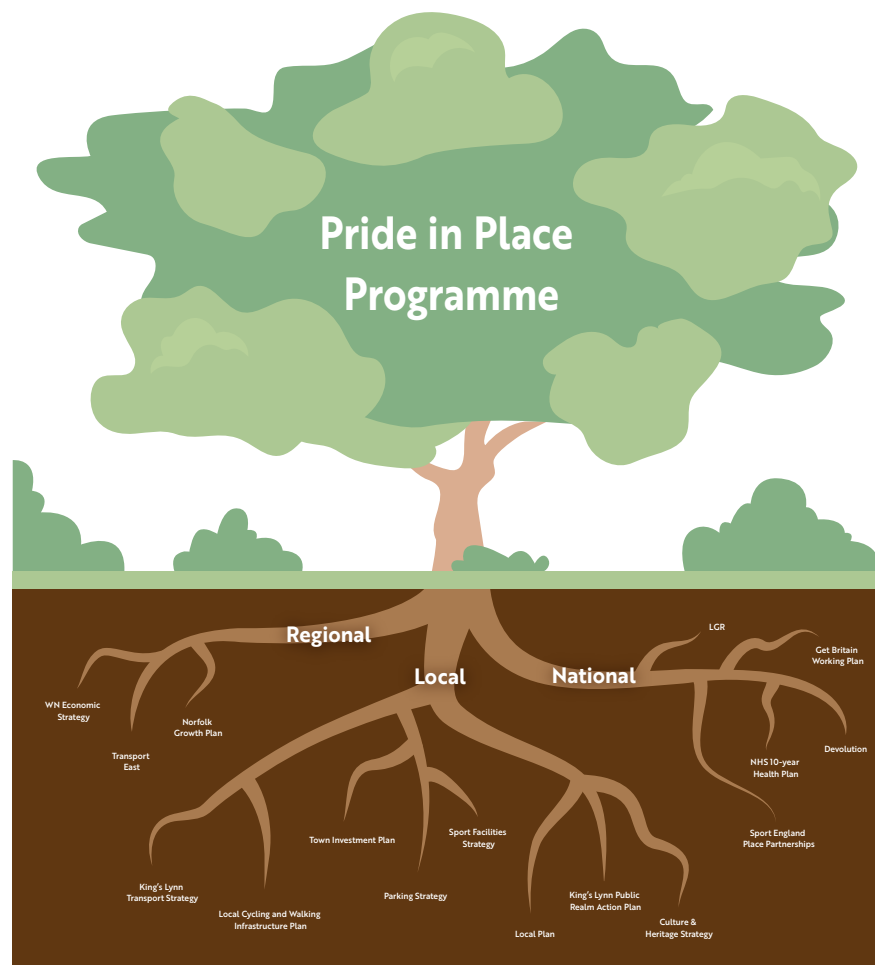 Pride in Place
Programme
Regional
Local
National
WN Economic
Strategy
Transport
East
Norfolk
Growth Plan
King's Lynn
Transport Strategy
Local Cycling and Walking
Infrastructure Plan
Town Investment Plan
Parking Strategy
Sport Facilities
Strategy
Local Plan
King's Lynn Public
Realm Action Plan
Culture &
Heritage Strategy
LGR
Get Britain
Working Plan
Devolution
NHS 10-year
Health Plan
Sport England
Place Partnerships